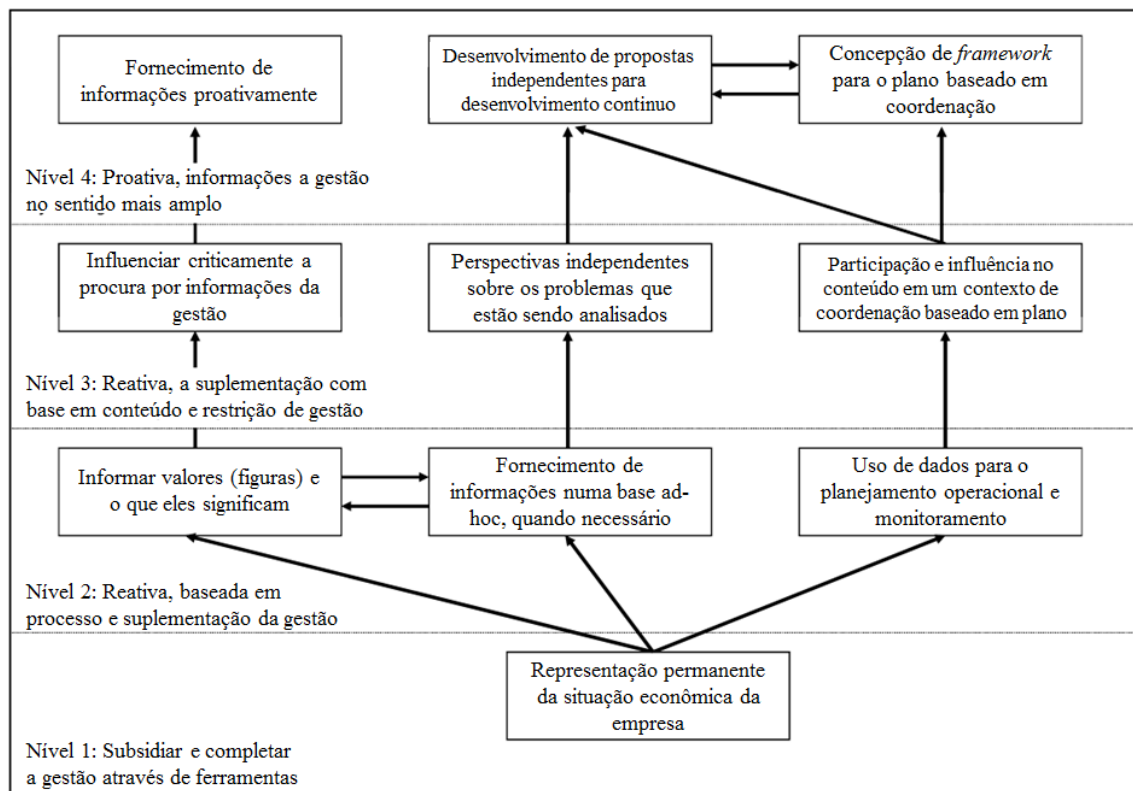 Fornecimento de
informações proativamente
Desenvolvimento de propostas
independentes para
desenvolvimento continuo
Concepção de framework
para o plano baseado em
coordenação
Nível 4: Proativa, informações a gestão
no sentido mais amplo
Influenciar criticamente a
procura por informações da
gestão
Perspectivas independentes
sobre os problemas que
estão sendo analisados
Participação e influência no
conteúdo em um contexto de
coordenação baseado em plano
Nível 3: Reativa, a suplementação com
base em conteúdo e restrição de gestão
Informar valores (figuras) e
o que eles significam
Fornecimento de
informações numa base ad-
hoc, quando necessário
Uso de dados para o
planejamento operacional e
monitoramento
Nível 2: Reativa, baseada em
processo e suplementação da gestão
Representação permanente
da situação econômica da
empresa
Nível 1: Subsidiar e completar
a gestão através de ferramentas